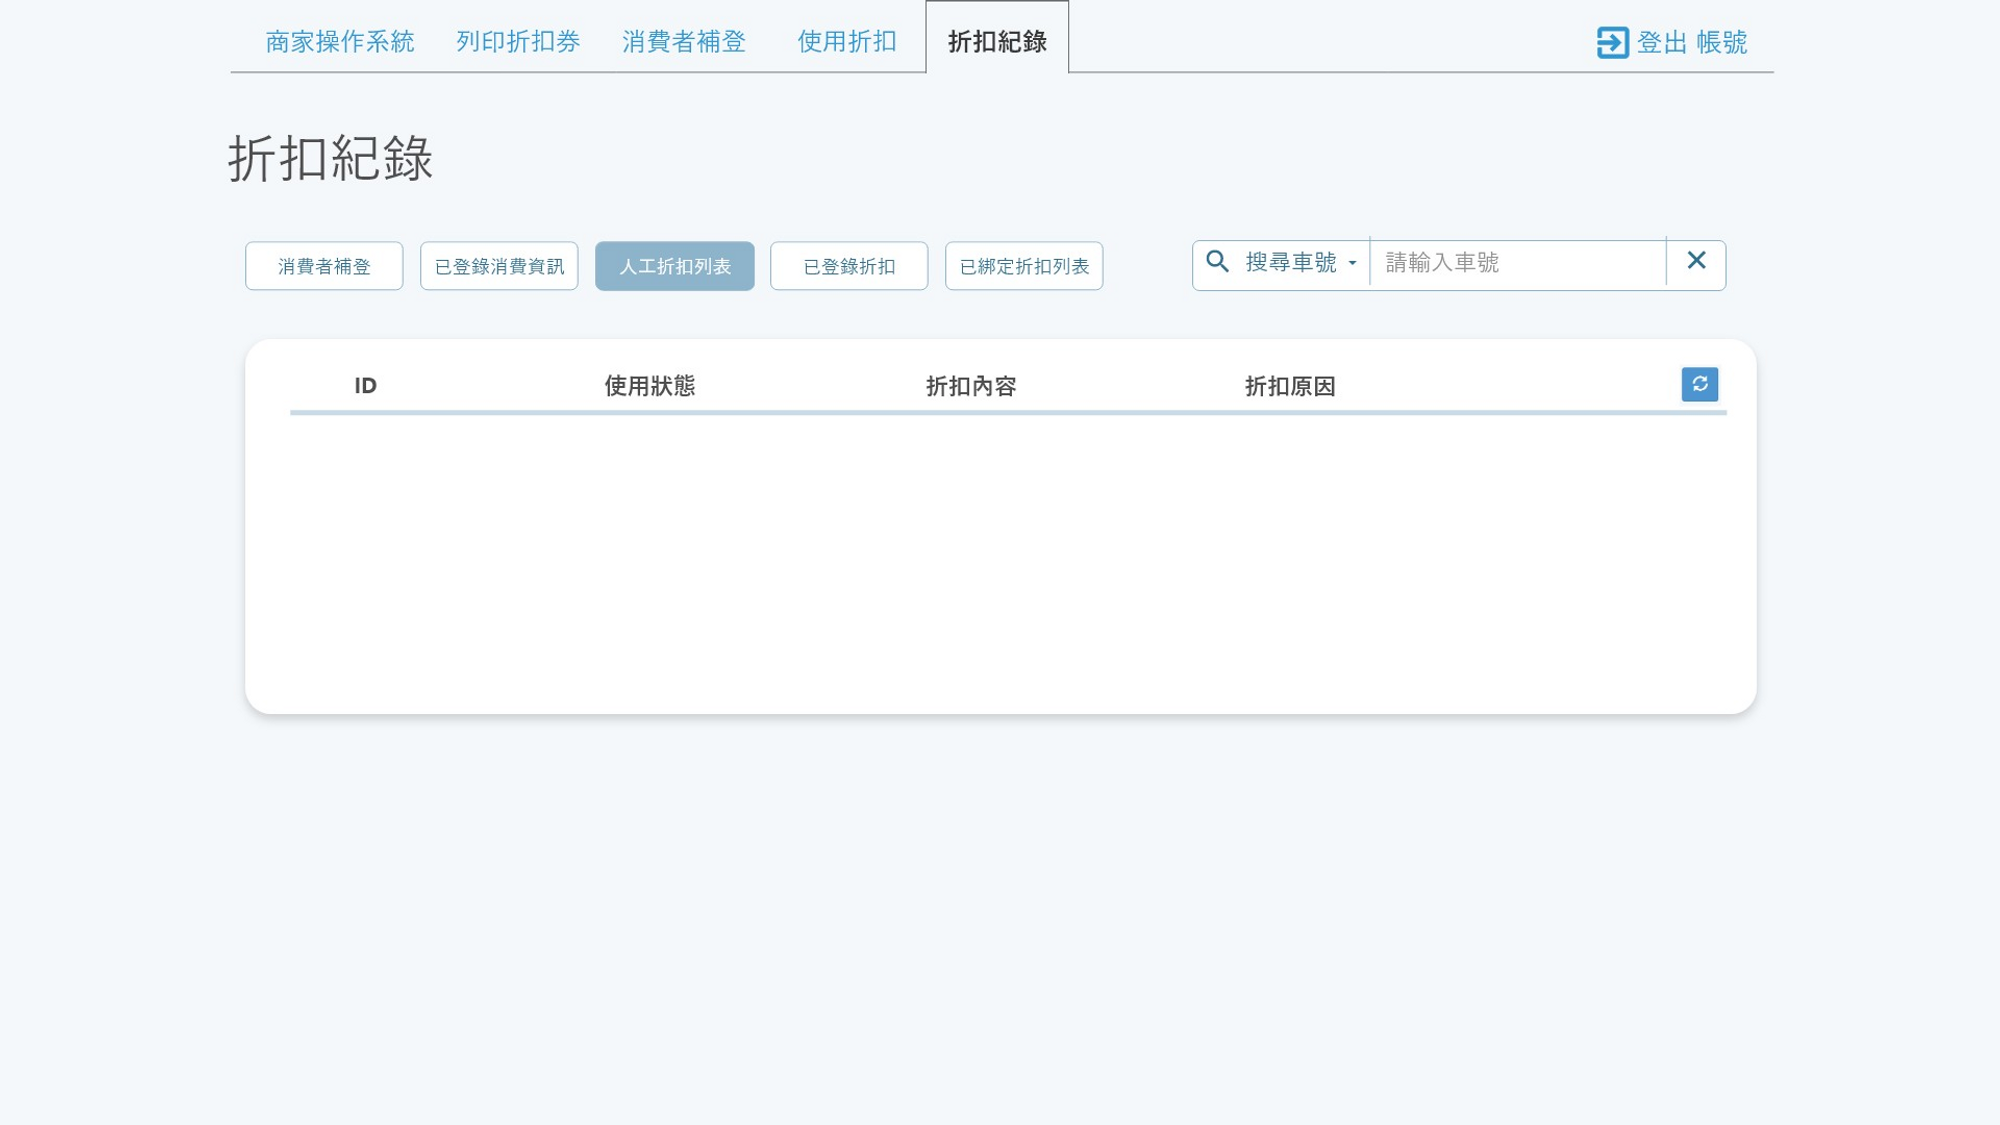 商家操作系統 列印折扣券 消費者補登 使用折扣 折扣紀錄 登出 帳號
折扣紀錄
消費者補登 已登錄消費資訊 人工折扣列表 已登錄折扣 已綁定折扣列表 搜尋車號 請輸入車號
ID 使用狀態 折扣內容 折扣原因